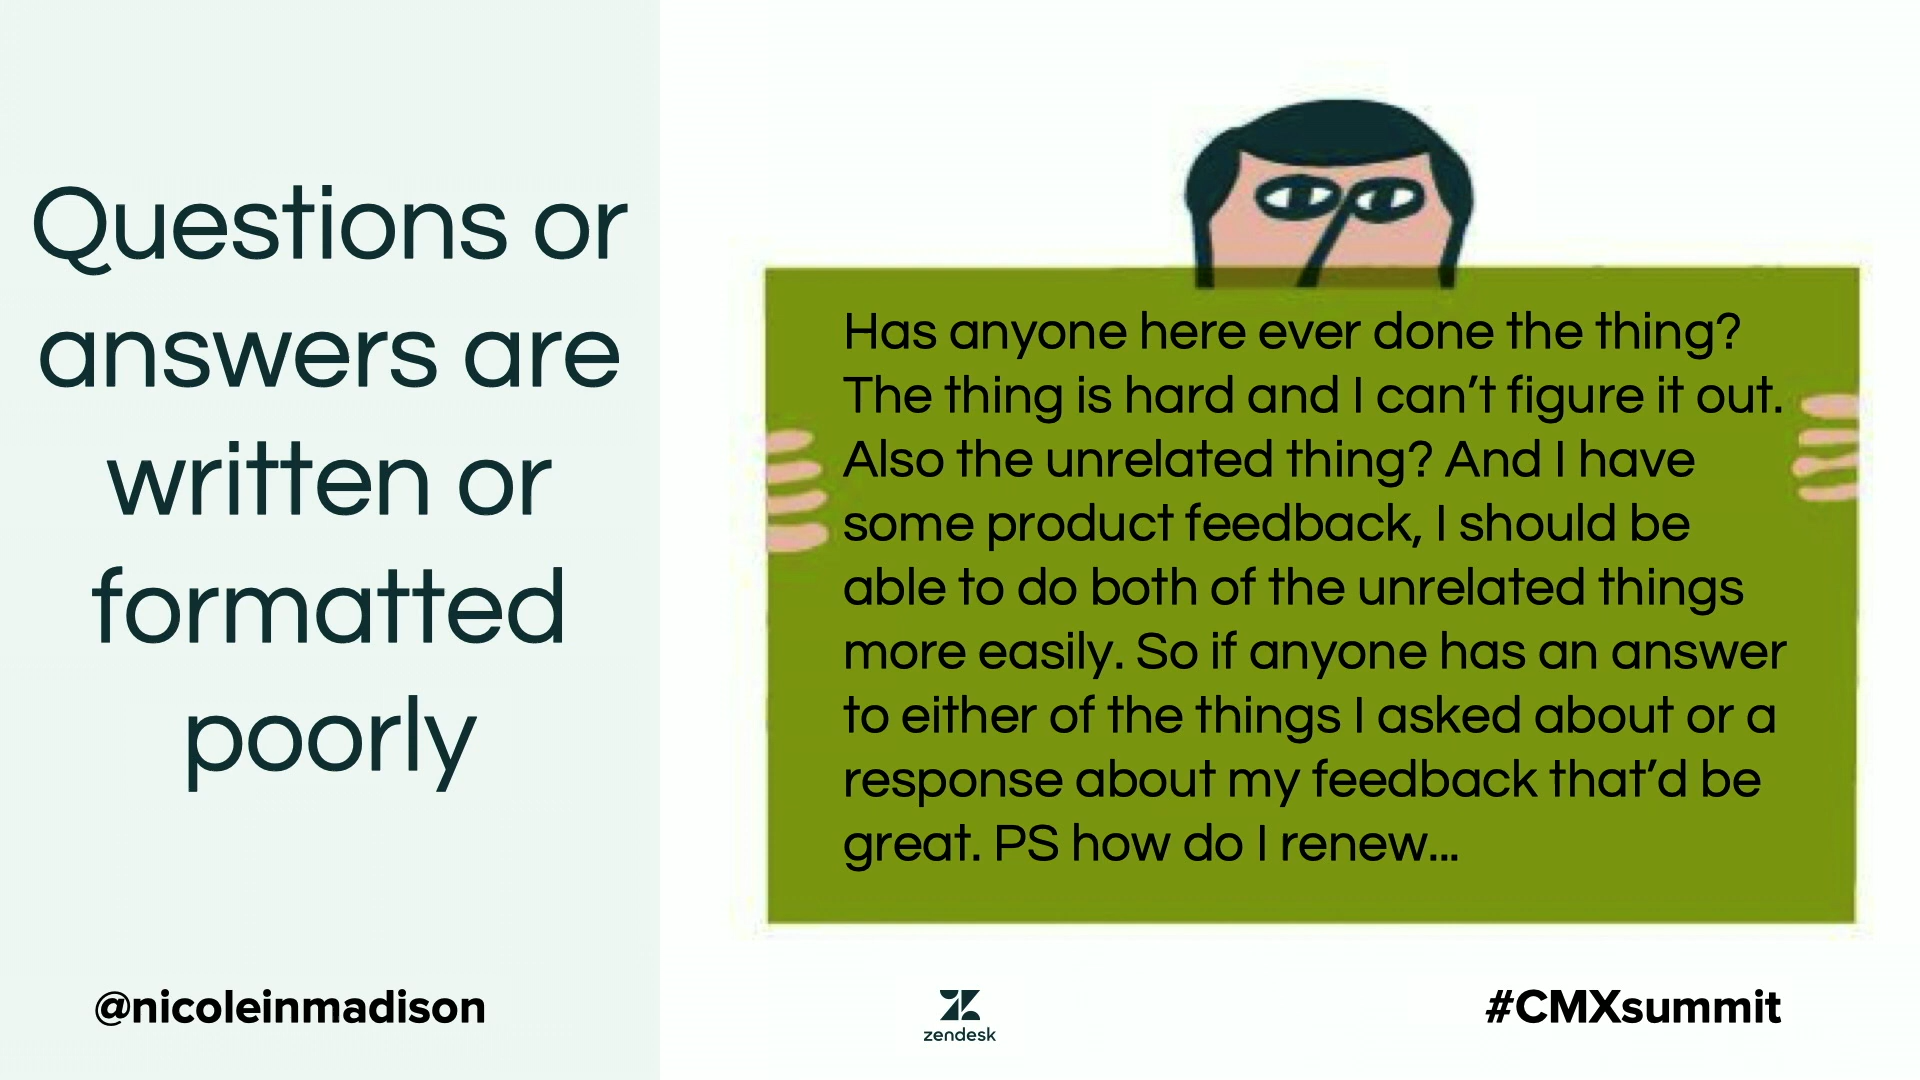 Questions or
answers are
written or
formatted
poorly
Has anyone here ever done the thing?
The thing is hard and I can’t figure it out.
Also the unrelated thing? And I have
some product feedback, I should be
able to do both of the unrelated things
more easily. So if anyone has an answer
to either of the things I asked about or a
response about my feedback that’d be
great. PS how do I renew...
@nicoleinmadison
zendesk
#CMXsummit